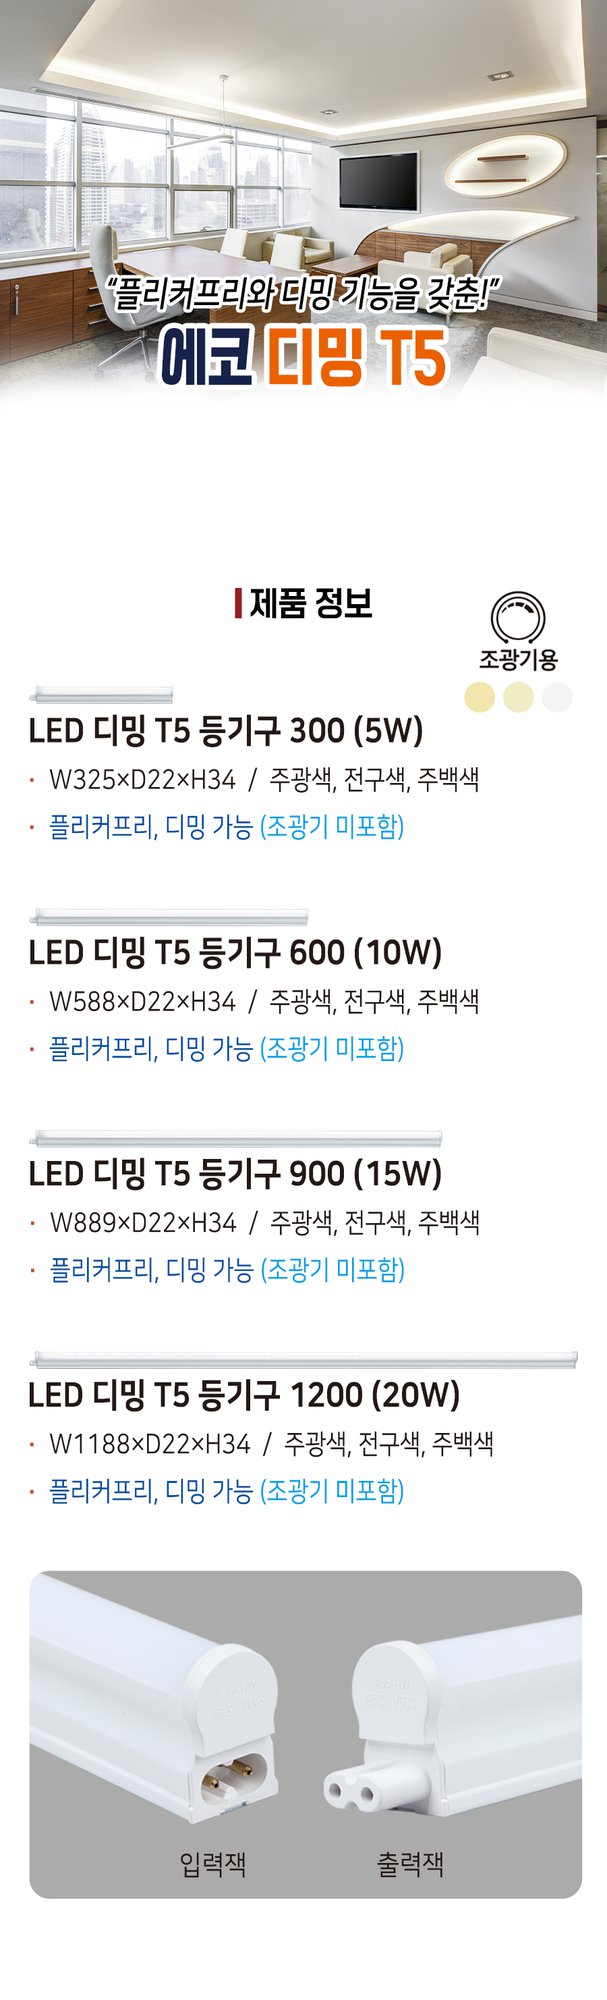 “플리커프리와 디밍 기능을 갖춘!”
에코 디밍 T5
제품 정보
조광기용
LED 디밍 T5 등기구 300 (5W)
· W325×D22×H34 / 주광색, 전구색, 주백색
· 플리커프리, 디밍 가능 (조광기 미포함)
LED 디밍 T5 등기구 600 (10W)
· W588×D22×H34 / 주광색, 전구색, 주백색
· 플리커프리, 디밍 가능 (조광기 미포함)
LED 디밍 T5 등기구 900 (15W)
· W889×D22×H34 / 주광색, 전구색, 주백색
· 플리커프리, 디밍 가능 (조광기 미포함)
LED 디밍 T5 등기구 1200 (20W)
· W1188×D22×H34 / 주광색, 전구색, 주백색
· 플리커프리, 디밍 가능 (조광기 미포함)
입력잭
출력잭